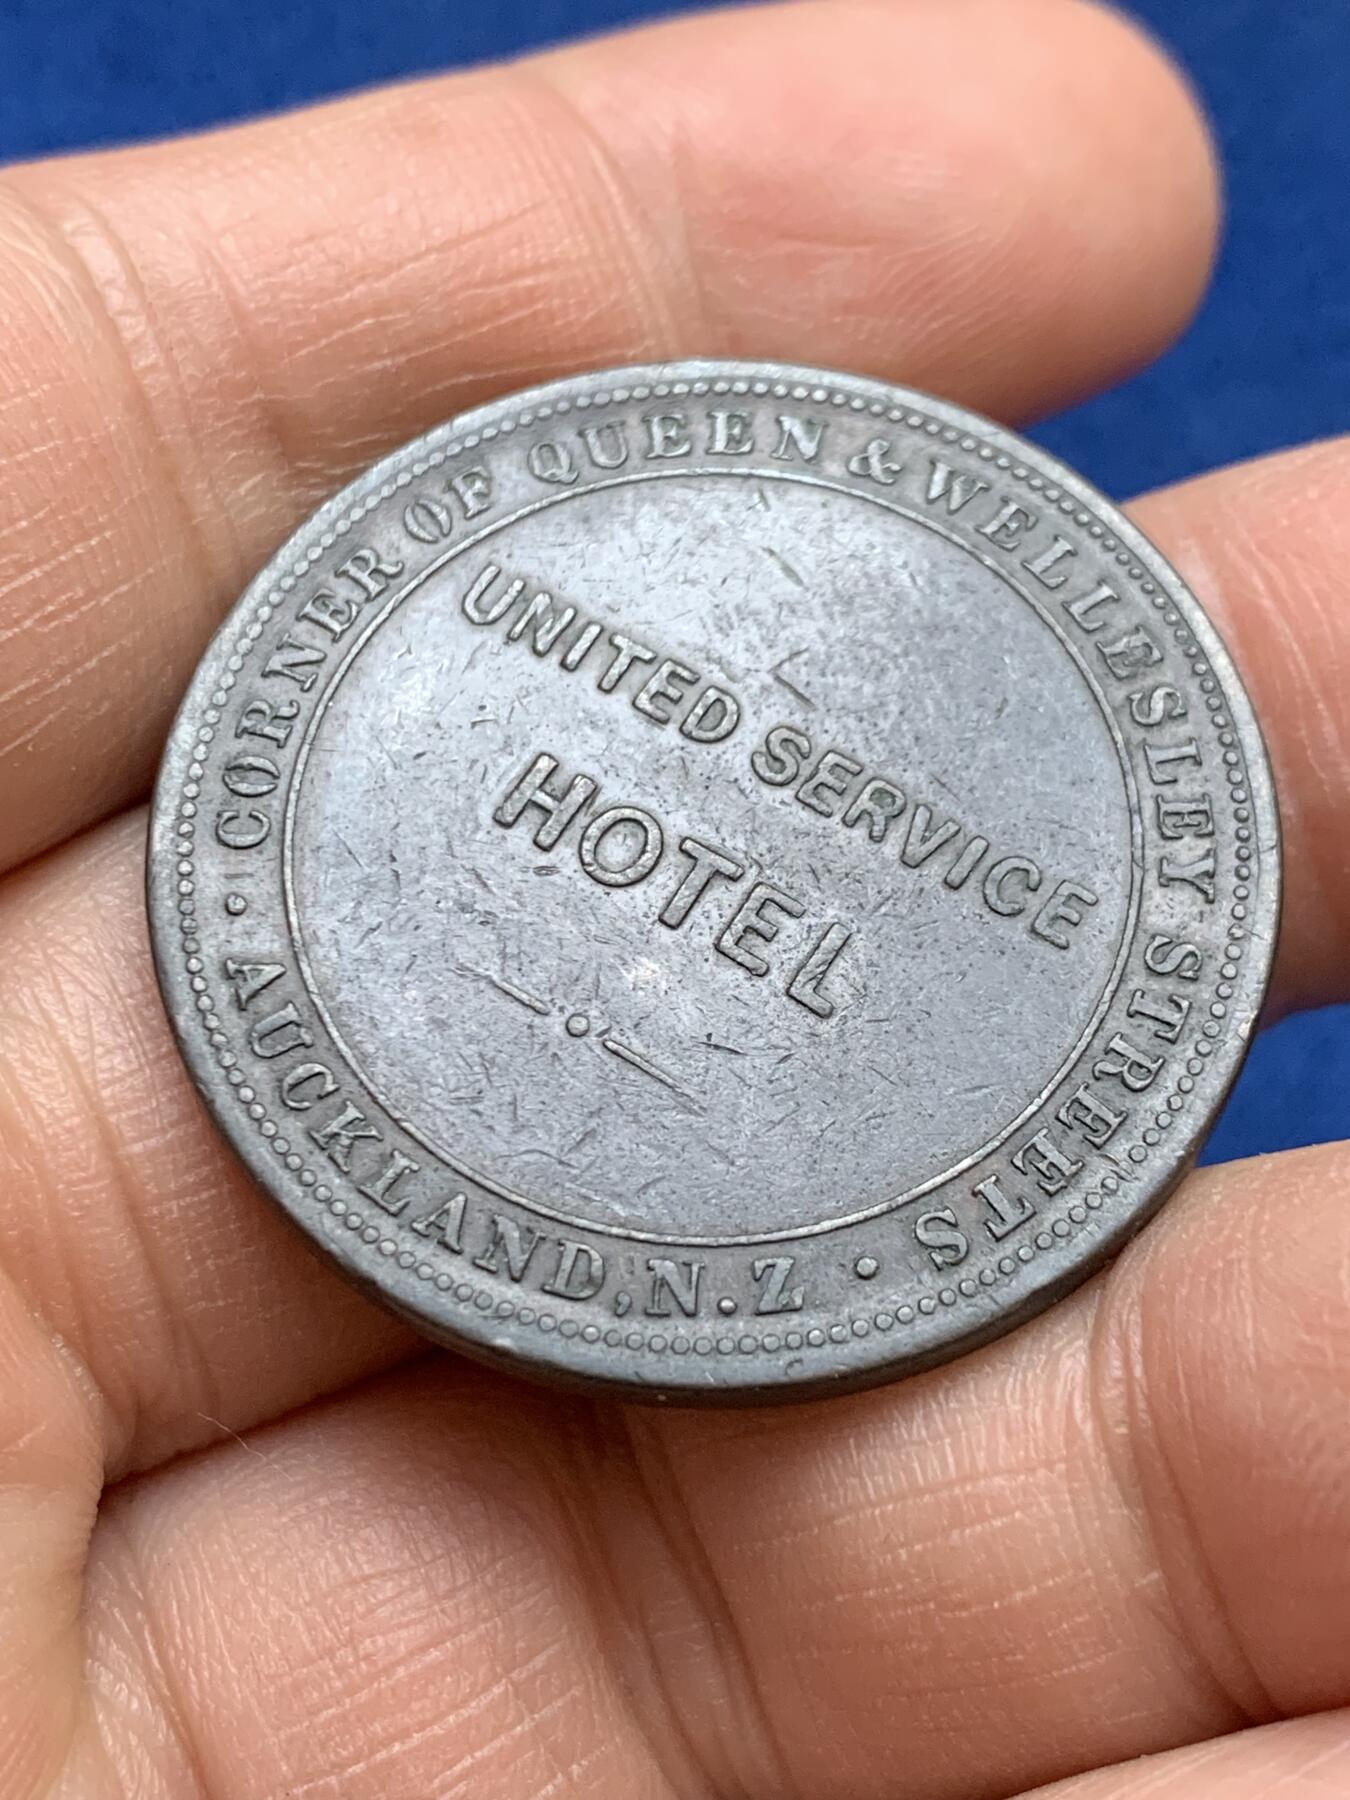 CORNER OF QUEEN & WELLESLEY STREETS
UNITED SERVICE
HOTEL
AUCKLAND, N.Z